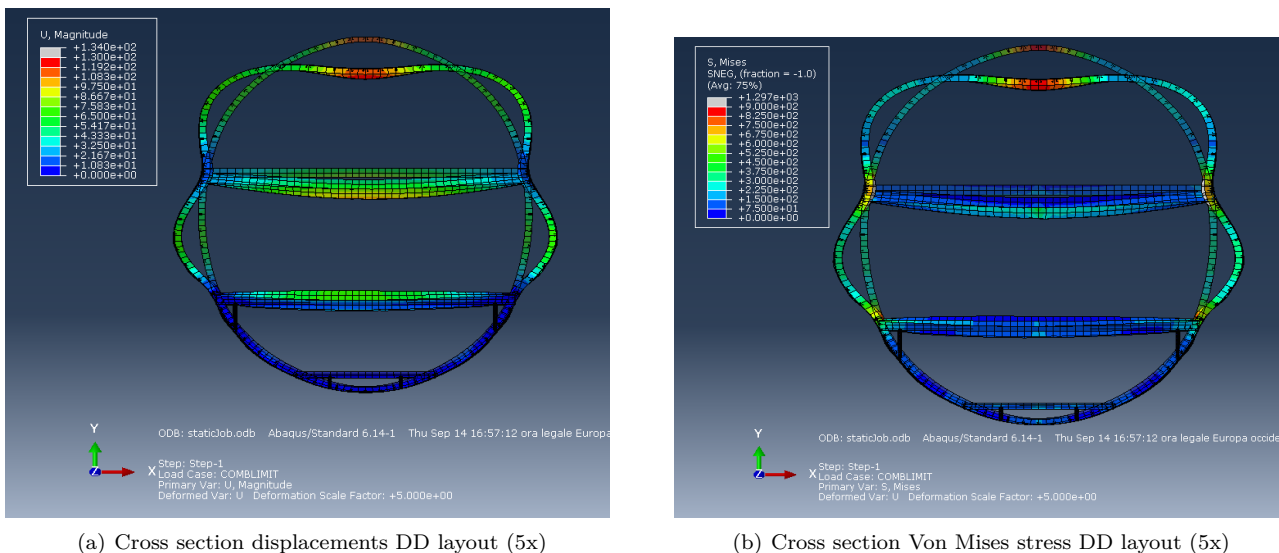 U, Magnitude
+1.340e+02
+1.300e+02
+1.192e+02
+1.083e+02
+9.750e+01
+8.667e+01
+7.583e+01
+6.500e+01
+5.417e+01
+4.333e+01
+3.250e+01
+2.167e+01
+1.083e+01
+0.000e+00
Y
X
Z
ODB: staticJob.odb Abaqus/Standard 6.14-1 Thu Sep 14 16:57:12 ora legale Europa
Step: Step-1
Load Case: COMBLIMIT
Primary Var: U, Magnitude
Deformed Var: U Deformation Scale Factor: +5.000e+00
(a) Cross section displacements DD layout (5x)
S, Mises
SNEG, (fraction = -1.0)
(Avg: 75%)
+1.297e+03
+9.000e+02
+8.250e+02
+7.500e+02
+6.750e+02
+6.000e+02
+5.250e+02
+4.500e+02
+3.750e+02
+3.000e+02
+2.250e+02
+1.500e+02
+7.500e+01
+0.000e+00
Y
X
Z
ODB: staticJob.odb Abaqus/Standard 6.14-1 Thu Sep 14 16:57:12 ora legale Europa occide
Step: Step-1
Load Case: COMBLIMIT
Primary Var: S, Mises
Deformed Var: U Deformation Scale Factor: +5.000e+00
(b) Cross section Von Mises stress DD layout (5x)